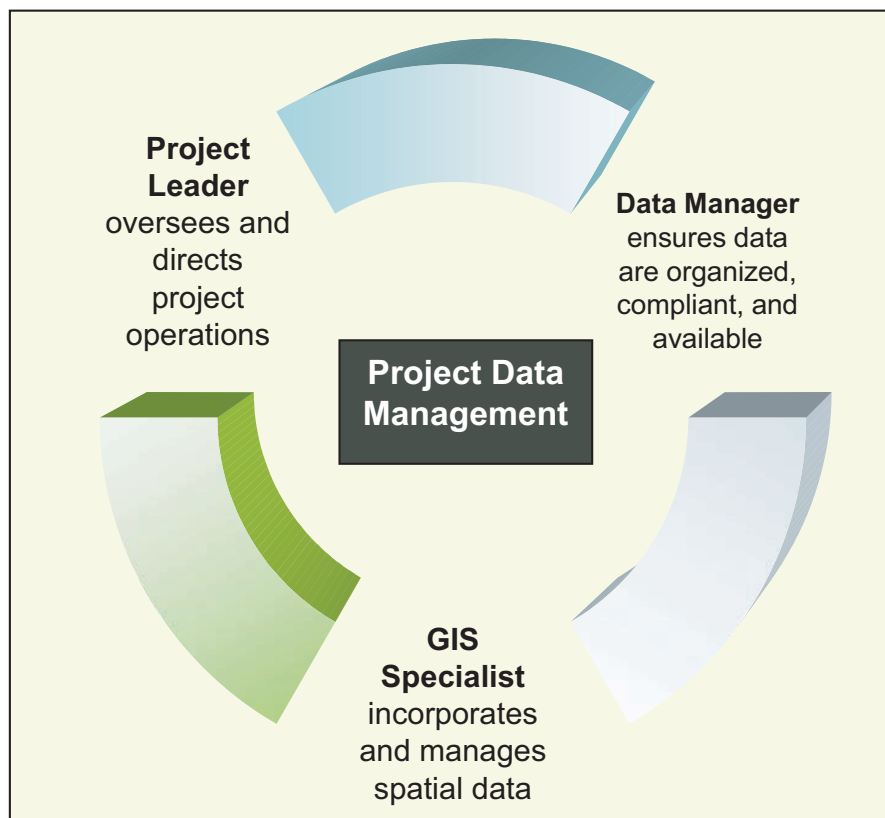 Project
Leader
oversees and
directs
project
operations
Data Manager
ensures data
are organized,
compliant, and
available
Project Data
Management
GIS
Specialist
incorporates
and manages
spatial data